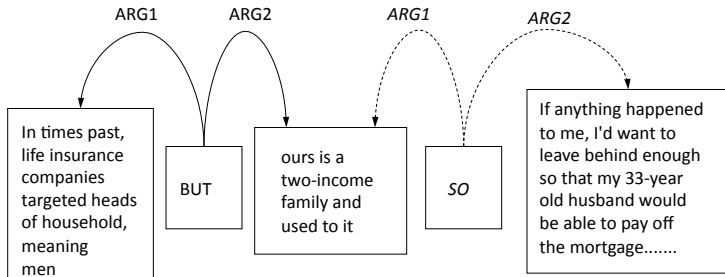 ARG1
ARG2
ARG1
ARG2
In times past,
life insurance
companies
targeted heads
of household,
meaning
men
BUT
ours is a
two-income
family and
used to it
SO
If anything happened
to me, I'd want to
leave behind enough
so that my 33-year
old husband would
be able to pay off
the mortgage.......